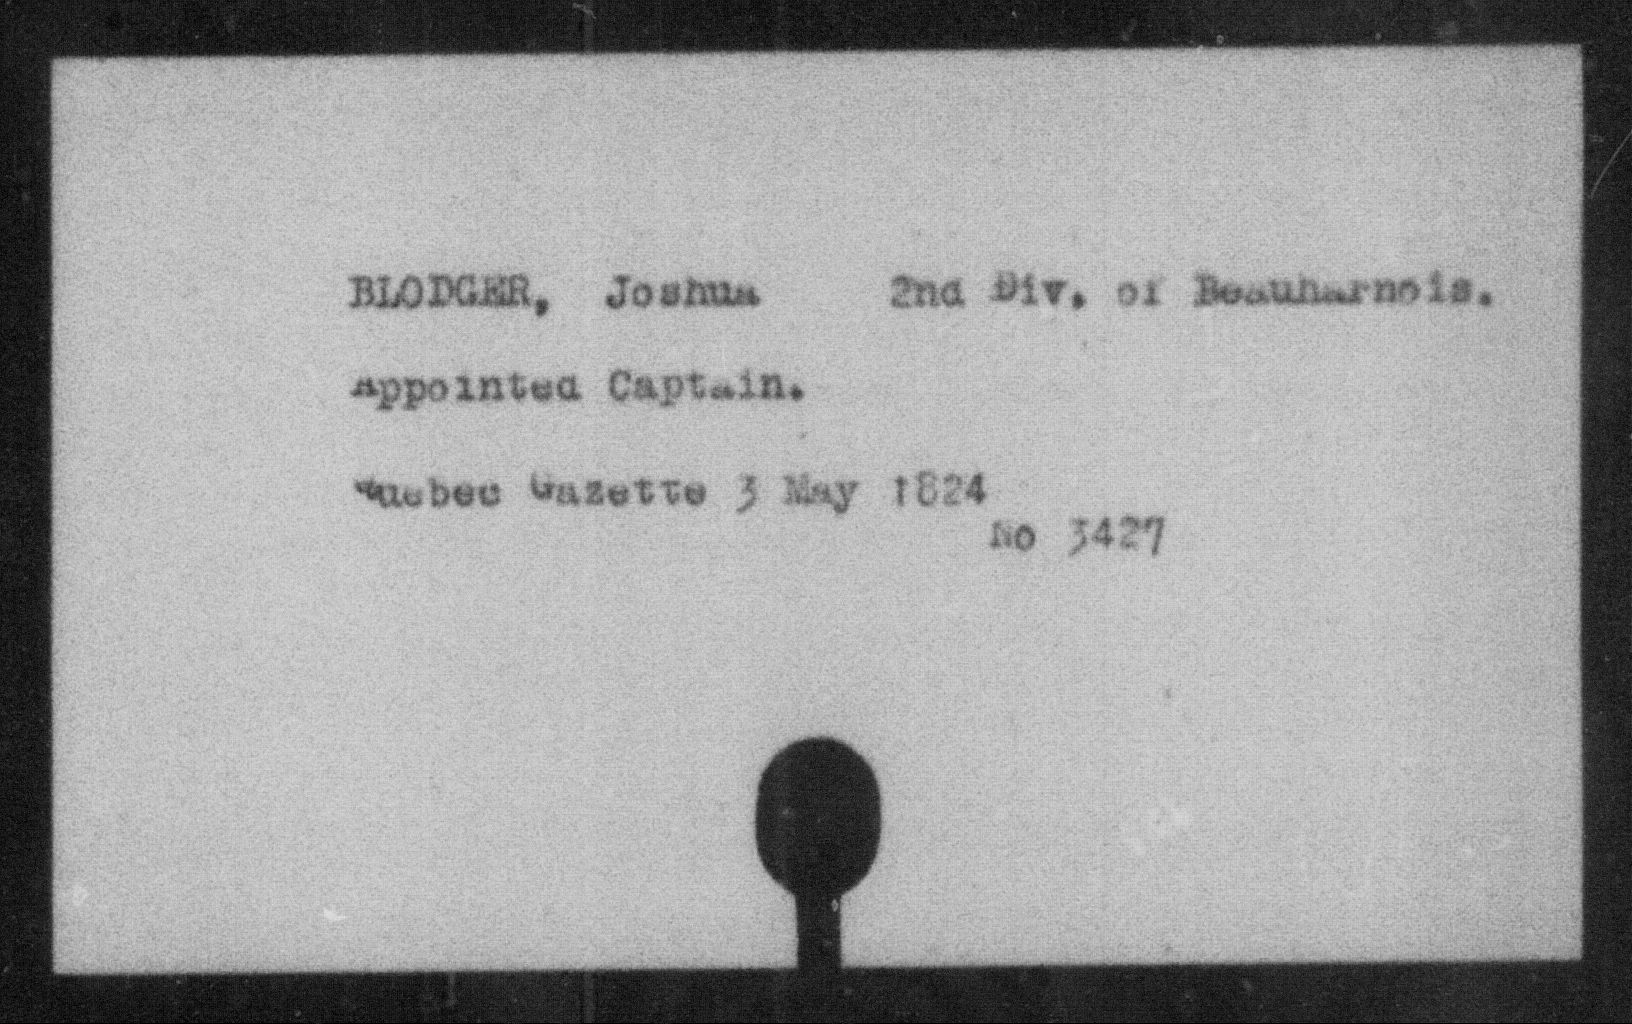 BLODGER, Joshua 2nd Div. of Beauharnois.
Appointed Captain.
Quebec Gazette 3 May 1824
No 3427